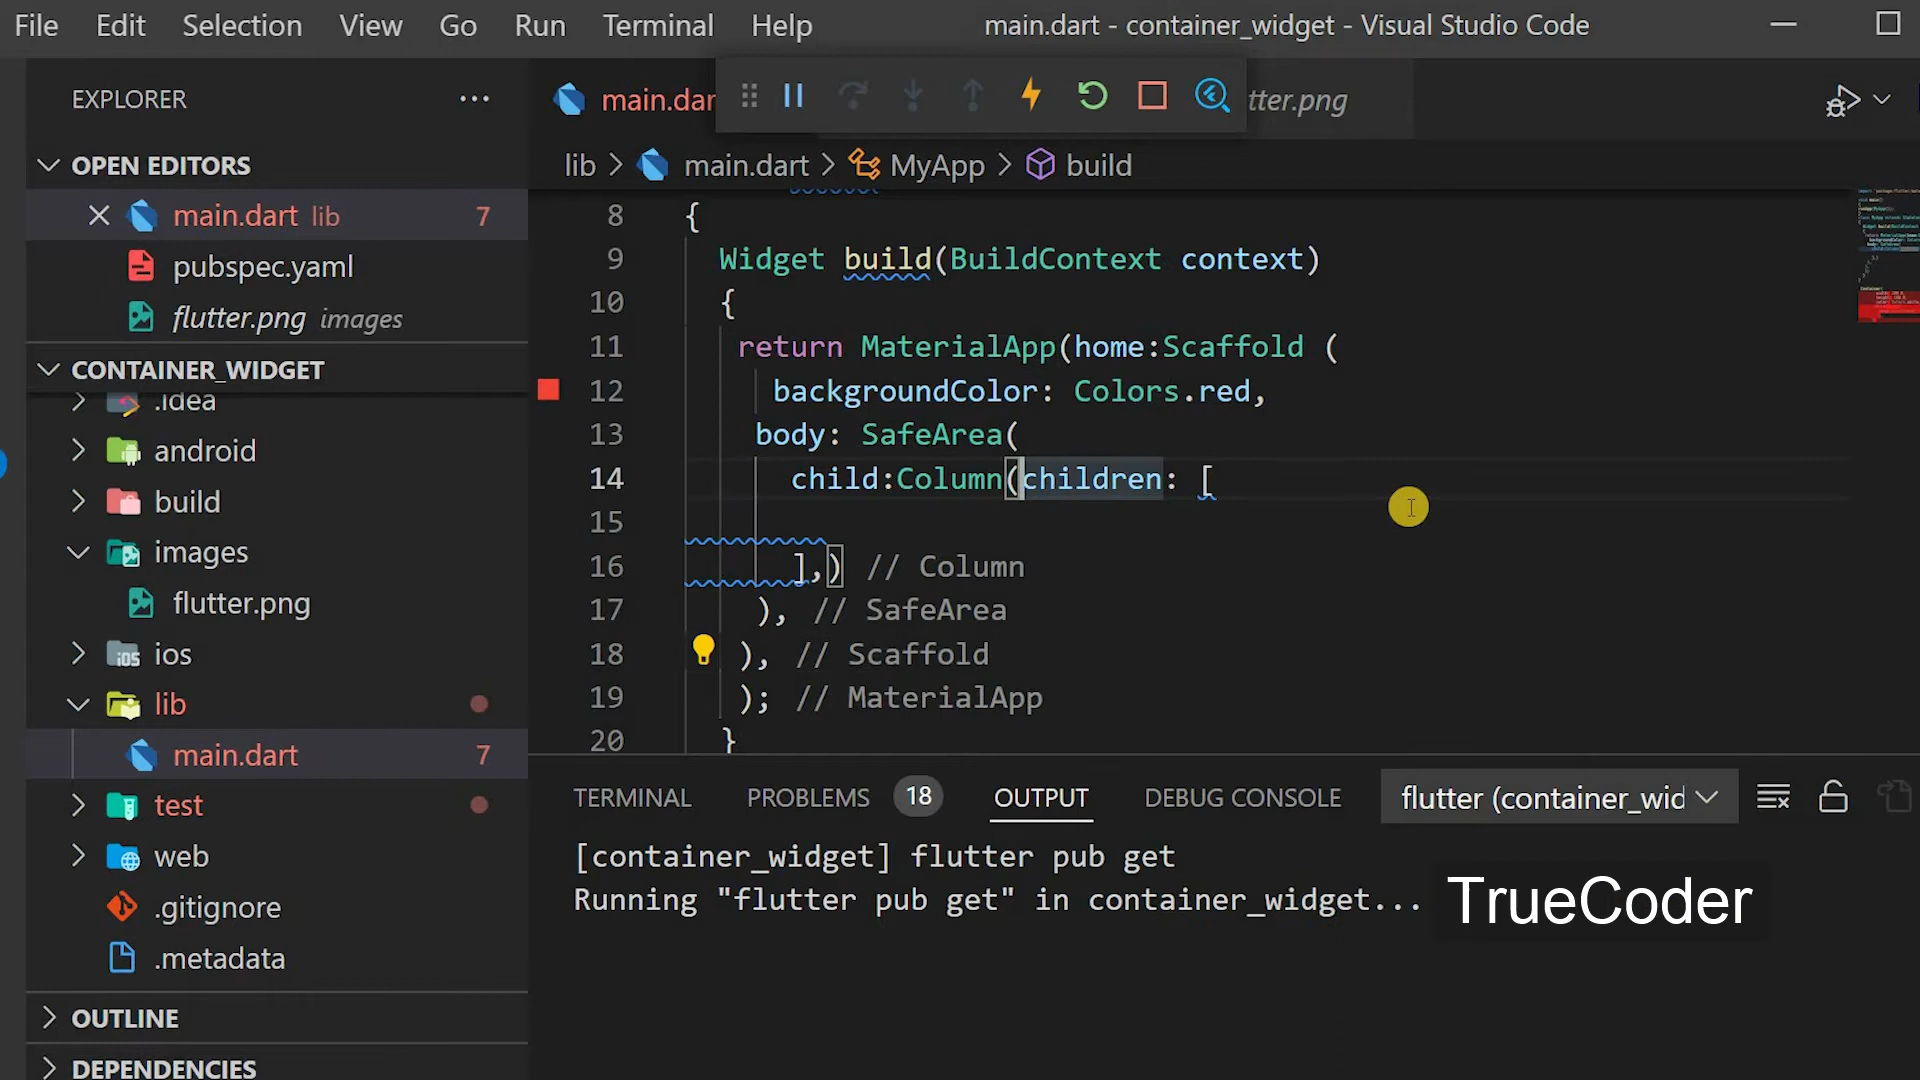 File Edit Selection View Go Run Terminal Help main.dart - container_widget - Visual Studio Code
EXPLORER
main.dar
tter.png
OPEN EDITORS
lib > main.dart > MyApp > build
main.dart lib 7
pubspec.yaml
flutter.png images
CONTAINER_WIDGET
.idea
android
build
images
flutter.png
ios
lib
main.dart 7
test
web
.gitignore
.metadata
OUTLINE
DEPENDENCIES
8 {
9 Widget build(BuildContext context)
10 {
11 return MaterialApp(home:Scaffold (
12 backgroundColor: Colors.red,
13 body: SafeArea(
14 child:Column(children: [
15
16 ],) // Column
17 ), // SafeArea
18 ), // Scaffold
19 ); // MaterialApp
20 }
TERMINAL PROBLEMS 18 OUTPUT DEBUG CONSOLE flutter (container_wid
[container_widget] flutter pub get
Running "flutter pub get" in container_widget...
TrueCoder